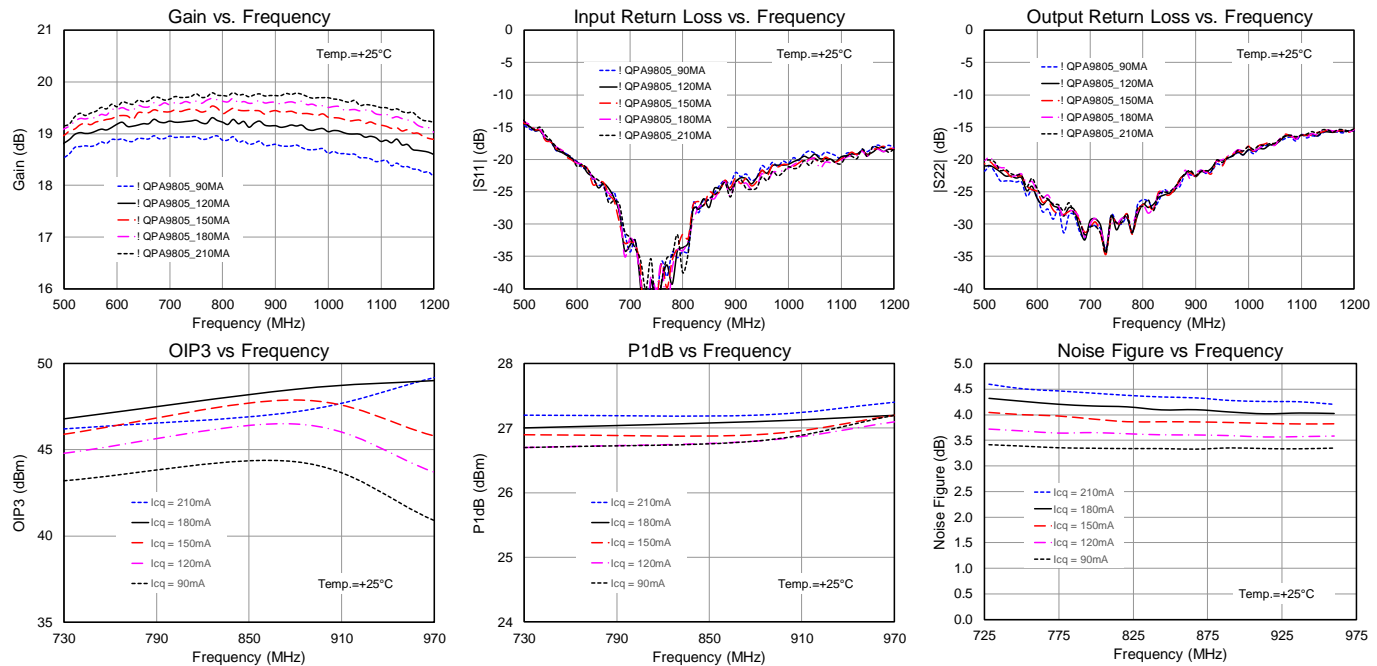 Gain vs. Frequency
21
20
19
18
17
16
Gain (dB)
Temp.=+25°C
! QPA9805_90MA
! QPA9805_120MA
! QPA9805_150MA
! QPA9805_180MA
! QPA9805_210MA
500 600 700 800 900 1000 1100 1200
Frequency (MHz)
Input Return Loss vs. Frequency
0
-5
-10
-15
-20
-25
-30
-35
-40
|S11| (dB)
Temp.=+25°C
! QPA9805_90MA
! QPA9805_120MA
! QPA9805_150MA
! QPA9805_180MA
! QPA9805_210MA
500 600 700 800 900 1000 1100 1200
Frequency (MHz)
Output Return Loss vs. Frequency
0
-5
-10
-15
-20
-25
-30
-35
-40
|S22| (dB)
Temp.=+25°C
! QPA9805_90MA
! QPA9805_120MA
! QPA9805_150MA
! QPA9805_180MA
! QPA9805_210MA
500 600 700 800 900 1000 1100 1200
Frequency (MHz)
OIP3 vs Frequency
50
45
40
35
OIP3 (dBm)
Icq = 210mA
Icq = 180mA
Icq = 150mA
Icq = 120mA
Icq = 90mA
Temp.=+25°C
730 790 850 910 970
Frequency (MHz)
P1dB vs Frequency
28
27
26
25
24
P1dB (dBm)
Icq = 210mA
Icq = 180mA
Icq = 150mA
Icq = 120mA
Icq = 90mA
Temp.=+25°C
730 790 850 910 970
Frequency (MHz)
Noise Figure vs Frequency
5.0
4.5
4.0
3.5
3.0
2.5
2.0
1.5
1.0
0.5
0.0
Noise Figure (dB)
Icq = 210mA
Icq = 180mA
Icq = 150mA
Icq = 120mA
Icq = 90mA
Temp.=+25°C
725 775 825 875 925 975
Frequency (MHz)